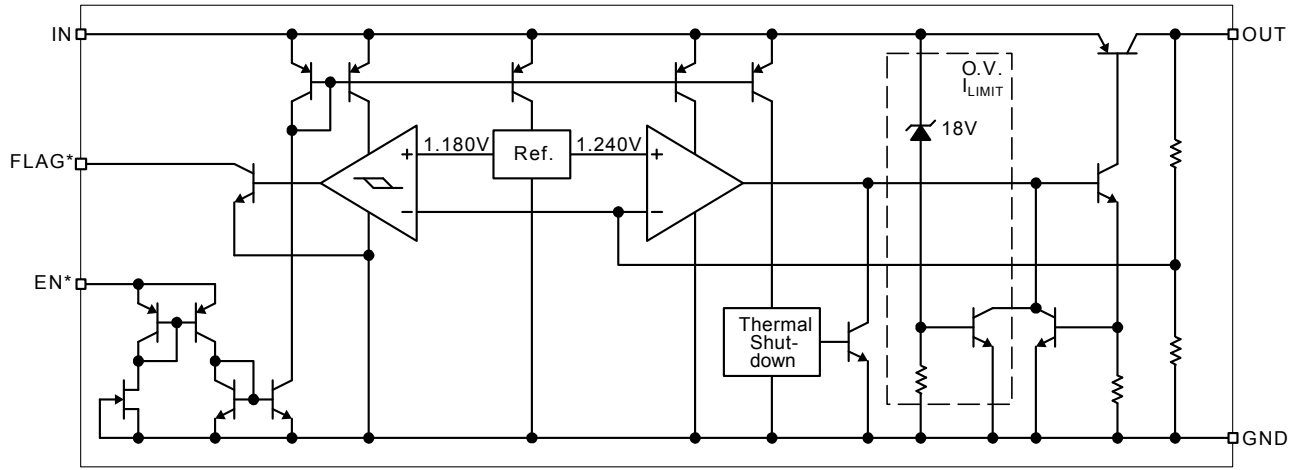 IN
OUT
O.V.
ILIMIT
18V
FLAG*
+
1.180V
Ref.
1.240V
+
−
−
EN*
Thermal
Shut-
down
GND